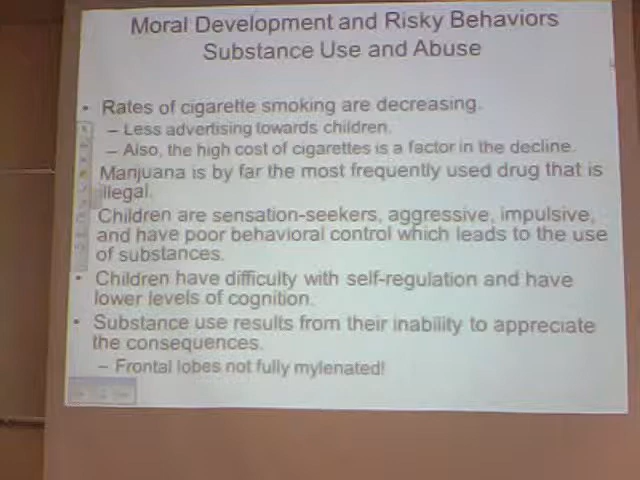 Moral Development and Risky Behaviors
Substance Use and Abuse
• Rates of cigarette smoking are decreasing.
– Less advertising towards children.
– Also, the high cost of cigarettes is a factor in the decline.
Marijuana is by far the most frequently used drug that is
illegal.
Children are sensation-seekers, aggressive, impulsive,
and have poor behavioral control which leads to the use
of substances.
• Children have difficulty with self-regulation and have
lower levels of cognition.
• Substance use results from their inability to appreciate
the consequences.
– Frontal lobes not fully mylenated!